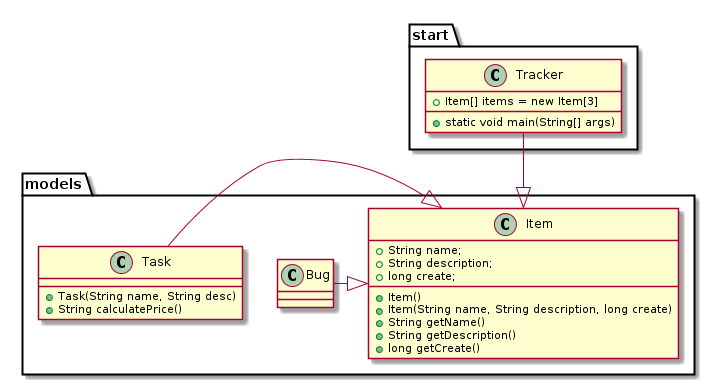 start
C Tracker
Item[] items = new Item[3]
static void main(String[] args)
models
C Item
String name;
String description;
long create;
Item()
Item(String name, String description, long create)
String getName()
String getDescription()
long getCreate()
C Task
Task(String name, String desc)
String calculatePrice()
C Bug